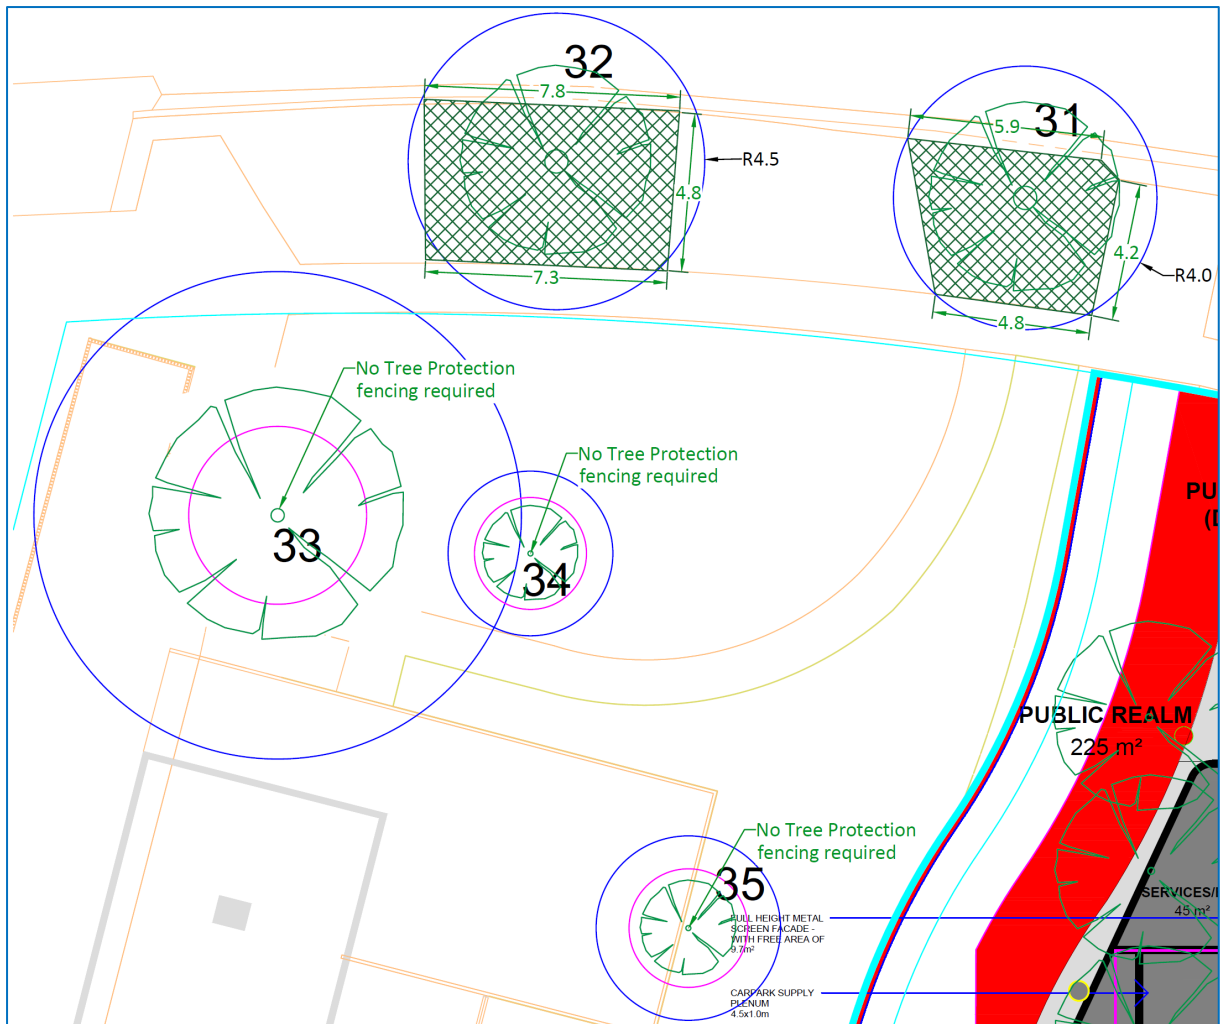 32
7.8
R4.5
4.8
7.3
31
5.9
4.2
R4.0
4.8
No Tree Protection
fencing required
33
No Tree Protection
fencing required
34
PU
PUBLIC REALM
225 m²
No Tree Protection
fencing required
35
FULL HEIGHT METAL
SCREEN FACADE -
WITH FREE AREA OF
9.7m²
SERVICES/
45 m²
CARPARK SUPPLY
PLENUM
4.5x1.0m